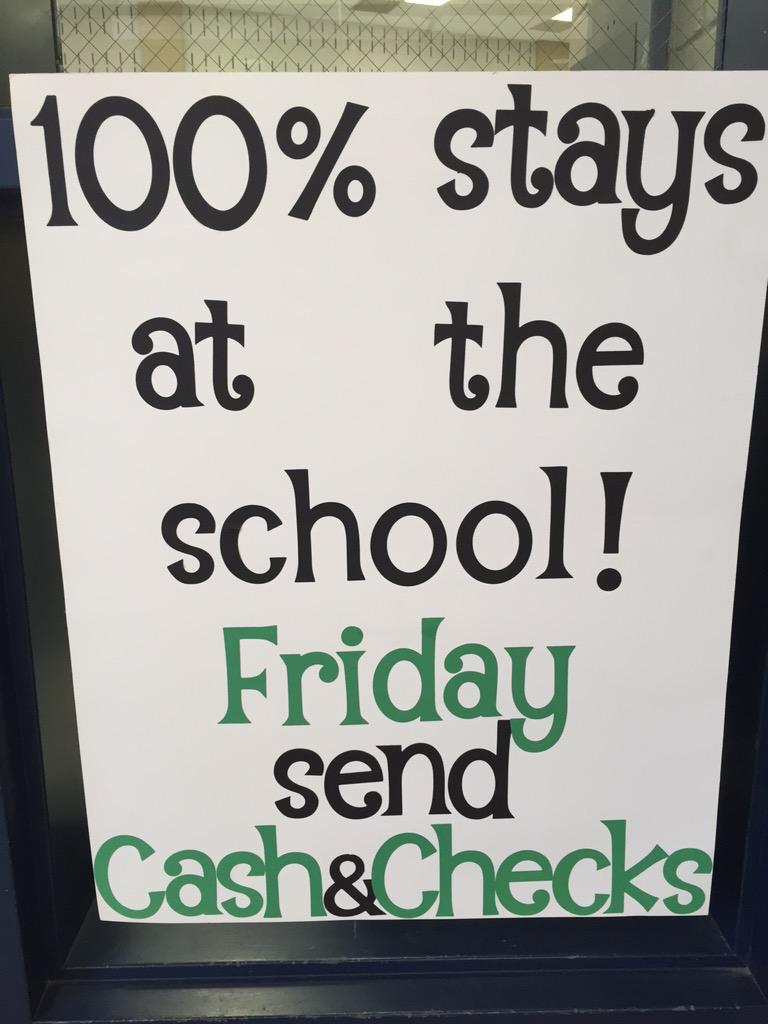 100% stays
at the
school!
Friday
send
Cash&Checks